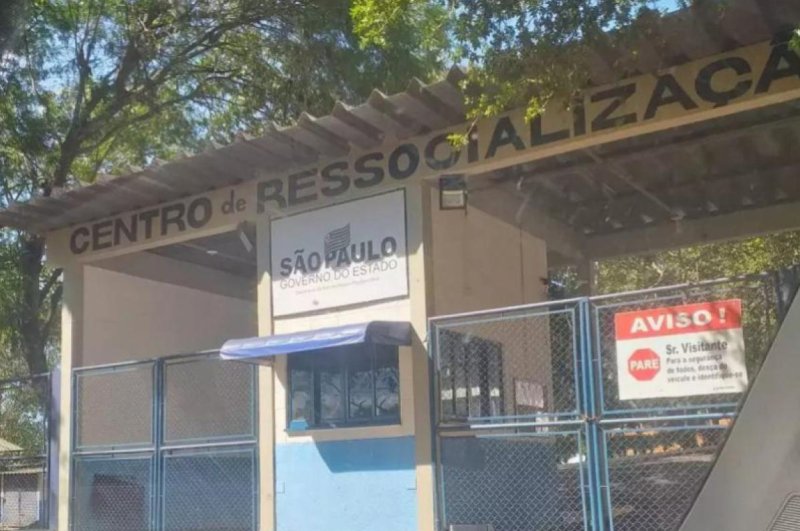 CENTRO de RESSOCIALIZAÇÃ
SÃO PAULO
GOVERNO DO ESTADO
AVISO!
PARE
Sr. Visitante
Para a segurança
de todos, desça do
veículo e identifique-se